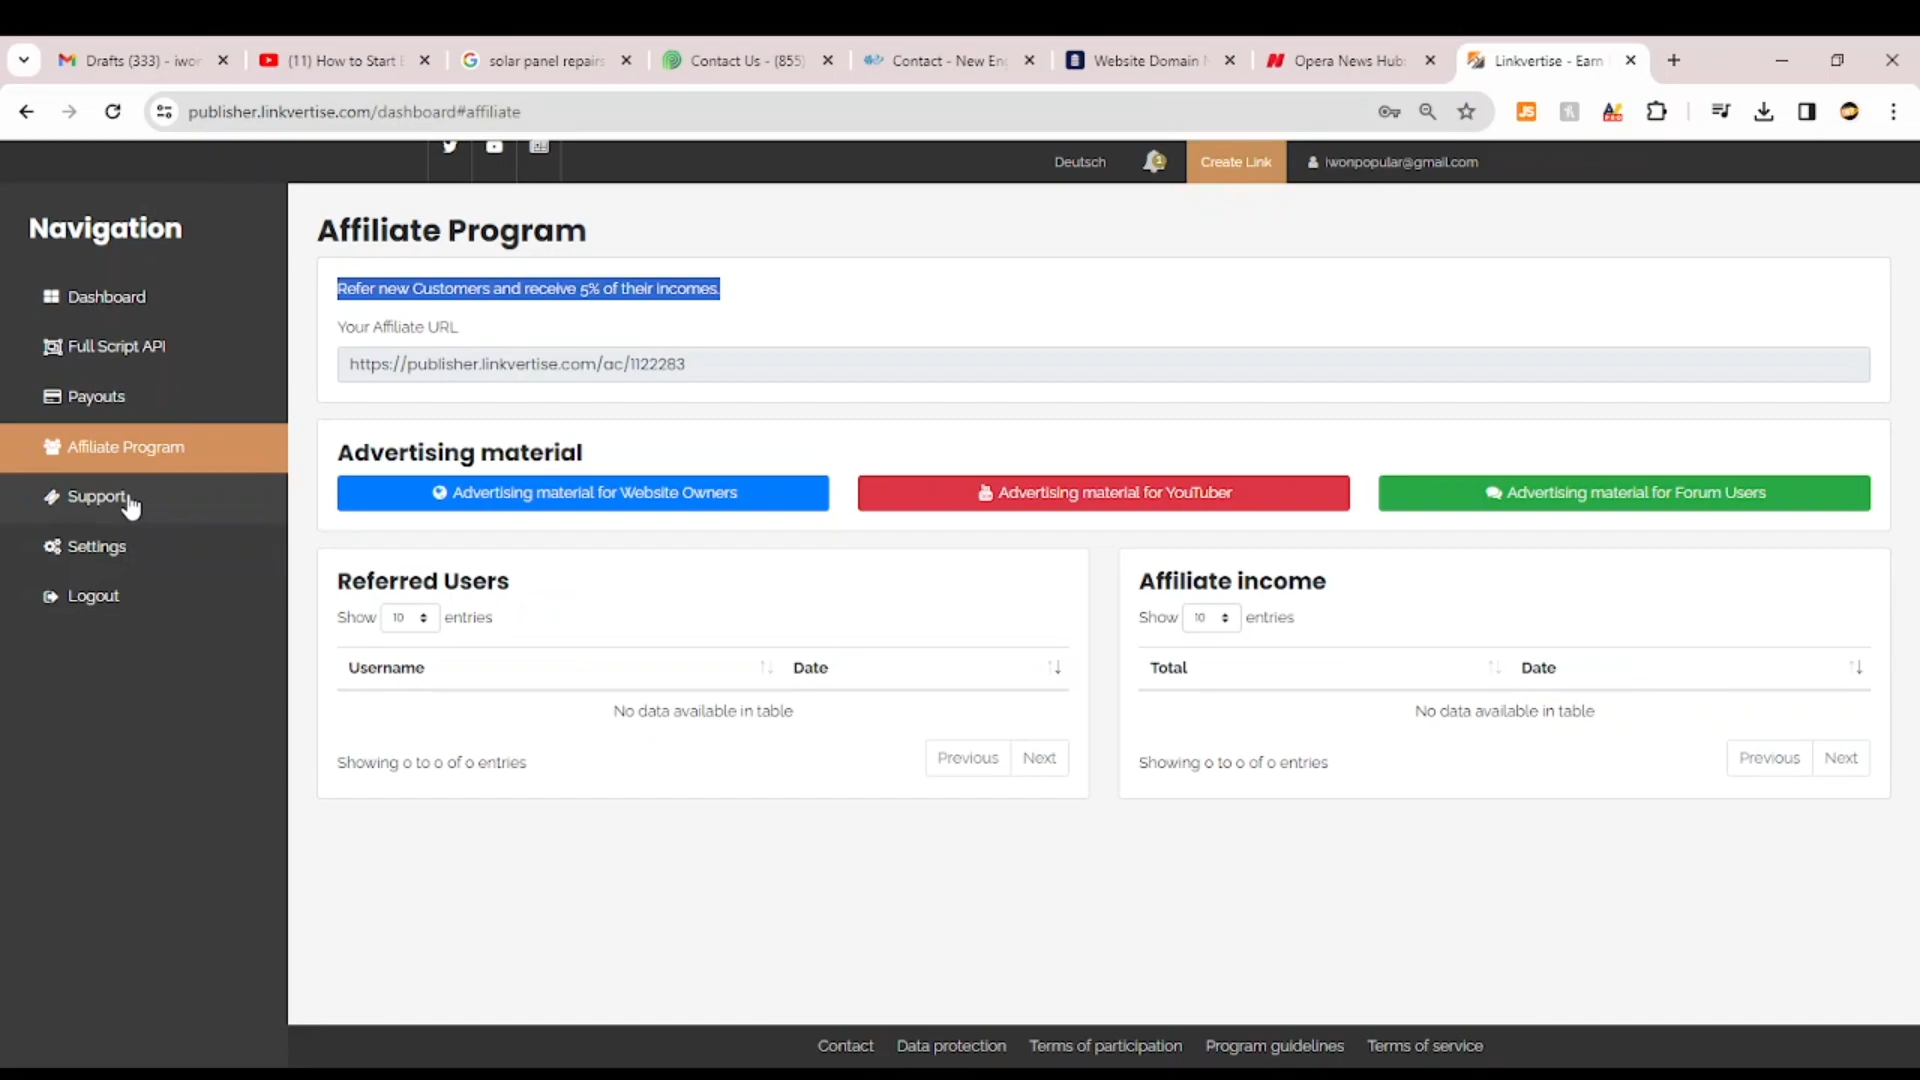 Drafts (333) - iwor
(11) How to Start E
solar panel repairs
Contact Us - (855)
Contact - New En
Website Domain N
Opera News Hub:
Linkvertise - Earn
publisher.linkvertise.com/dashboard#affiliate
Deutsch
1
Create Link
iwonpopular@gmail.com
Navigation
Dashboard
Full Script API
Payouts
Affiliate Program
Support
Settings
Logout
Affiliate Program
Refer new Customers and receive 5% of their incomes.
Your Affiliate URL
https://publisher.linkvertise.com/ac/1122283
Advertising material
Advertising material for Website Owners
Advertising material for YouTuber
Advertising material for Forum Users
Referred Users
Show 10 entries
Username Date
No data available in table
Showing 0 to 0 of 0 entries
Previous Next
Affiliate income
Show 10 entries
Total Date
No data available in table
Showing 0 to 0 of 0 entries
Previous Next
Contact Data protection Terms of participation Program guidelines Terms of service